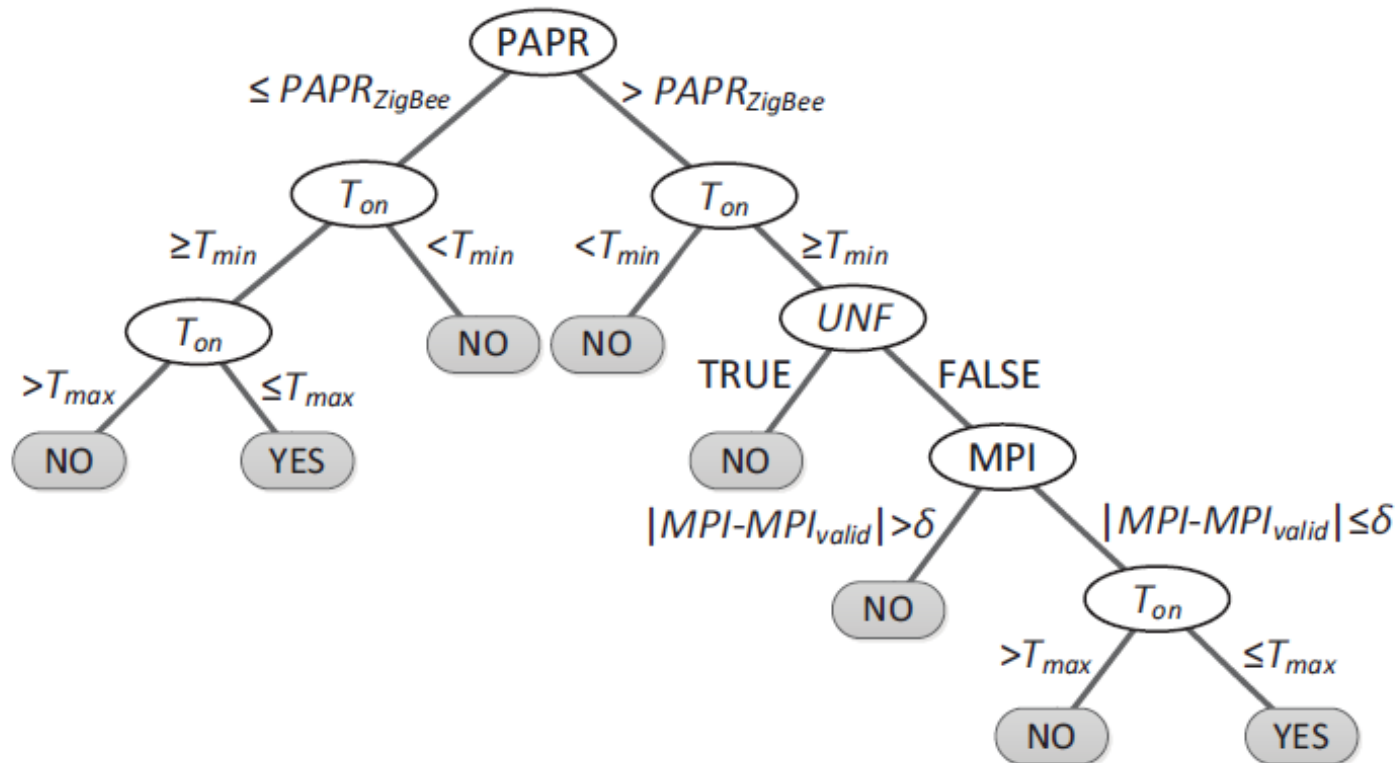 PAPR
≤ PAPR_ZigBee > PAPR_ZigBee
T_on T_on
≥T_min <T_min <T_min ≥T_min
T_on NO NO UNF
>T_max ≤T_max TRUE FALSE
NO YES NO MPI
|MPI-MPI_valid|>δ |MPI-MPI_valid|≤δ
NO T_on
>T_max ≤T_max
NO YES